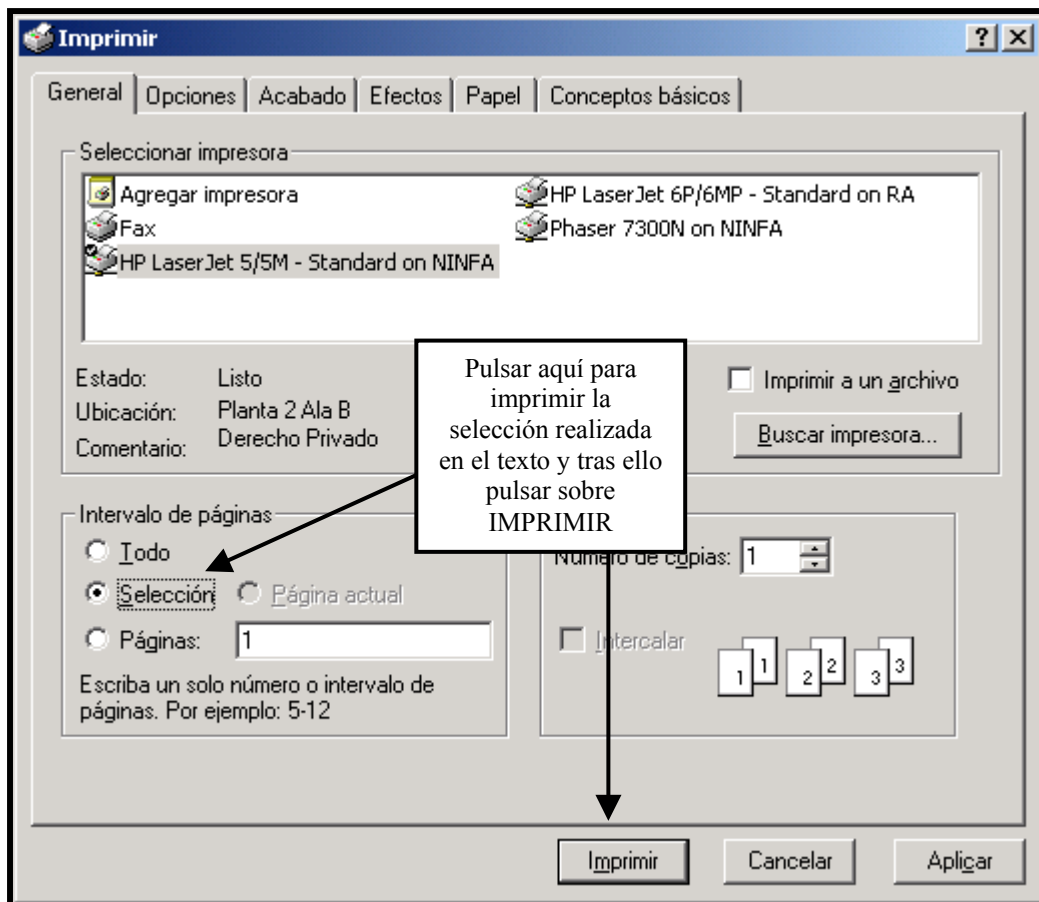 Imprimir
General Opciones Acabado Efectos Papel Conceptos básicos
Seleccionar impresora
Agregar impresora
Fax
HP LaserJet 5/5M - Standard on NINFA
HP LaserJet 6P/6MP - Standard on RA
Phaser 7300N on NINFA
Estado: Listo
Ubicación: Planta 2 Ala B
Comentario: Derecho Privado
Imprimir a un archivo
Buscar impresora...
Pulsar aquí para
imprimir la
selección realizada
en el texto y tras ello
pulsar sobre
IMPRIMIR
Intervalo de páginas
Todo
Selección Página actual
Páginas: 1
Escriba un solo número o intervalo de
páginas. Por ejemplo: 5-12
Número de copias: 1
Intercalar
1 1 2 2 3 3
Imprimir Cancelar Aplicar